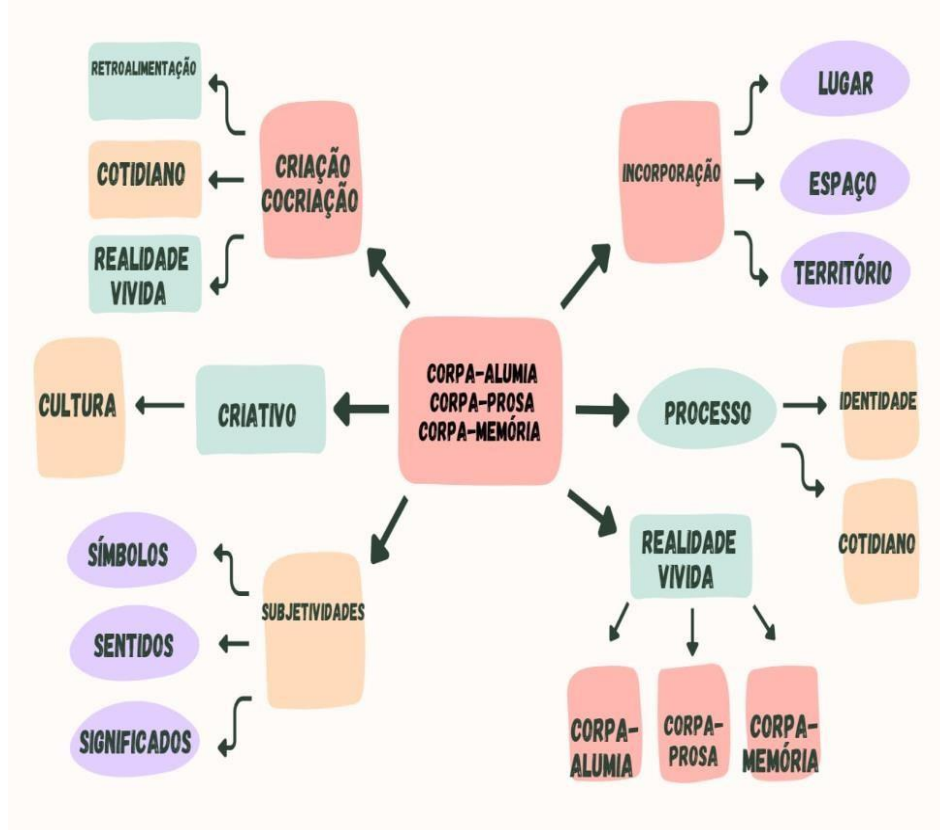 RETROALIMENTAÇÃO
COTIDIANO
REALIDADE
VIVIDA
CRIAÇÃO
COCRIAÇÃO
INCORPORAÇÃO
LUGAR
ESPAÇO
TERRITÓRIO
CULTURA
CRIATIVO
CORPA-ALUMIA
CORPA-PROSA
CORPA-MEMÓRIA
PROCESSO
IDENTIDADE
COTIDIANO
SÍMBOLOS
SENTIDOS
SIGNIFICADOS
SUBJETIVIDADES
REALIDADE
VIVIDA
CORPA-
ALUMIA
CORPA-
PROSA
CORPA-
MEMÓRIA